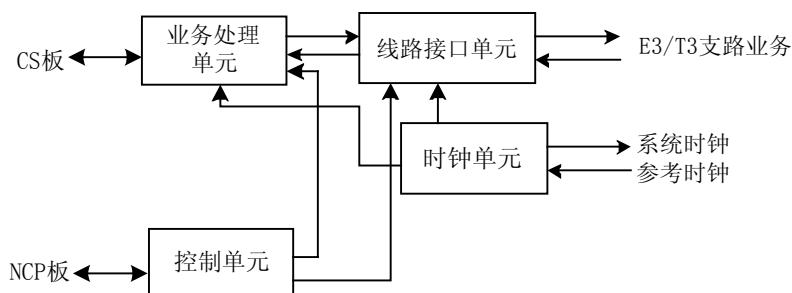 业务处理
单元
线路接口单元
CS板
E3/T3支路业务
时钟单元
系统时钟
参考时钟
NCP板
控制单元